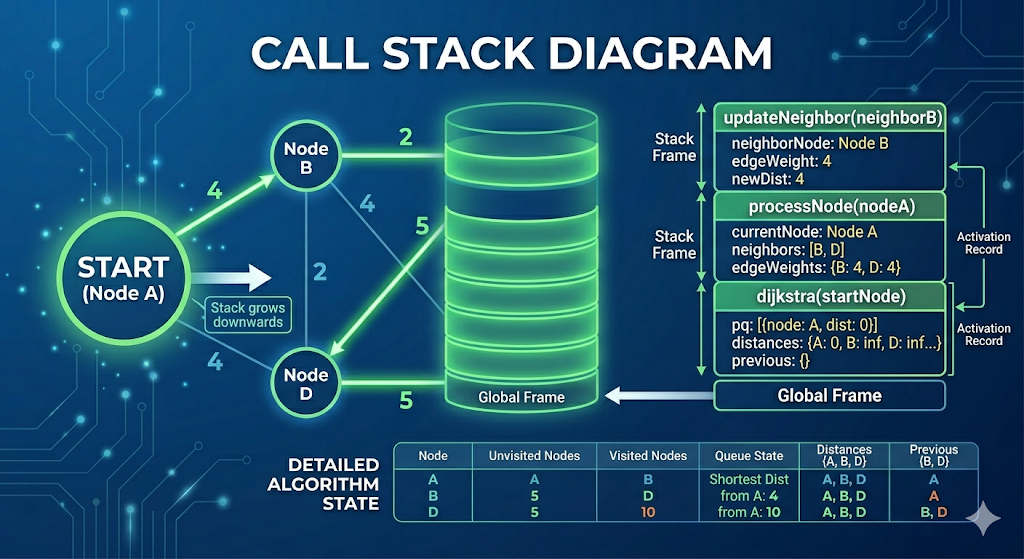 CALL STACK DIAGRAM
START
(Node A)
Stack grows
downwards
4
4
Node
B
2
Node
D
2
4
5
5
Global Frame
Stack
Frame
updateNeighbor(neighborB)
neighborNode: Node B
edgeWeight: 4
newDist: 4
Stack
Frame
processNode(nodeA)
currentNode: Node A
neighbors: [B, D]
edgeWeights: {B: 4, D: 4}
Activation
Record
dijkstra(startNode)
pq: [{node: A, dist: 0}]
distances: {A: 0, B: inf, D: inf...}
previous: {}
Activation
Record
Global Frame
DETAILED
ALGORITHM
STATE
Node Unvisited Nodes Visited Nodes Queue State Distances {A, B, D} Previous {B, D}
A A B Shortest Dist A, B, D A
B 5 D from A: 4 A, B, D A
D 5 10 from A: 10 A, B, D B, D